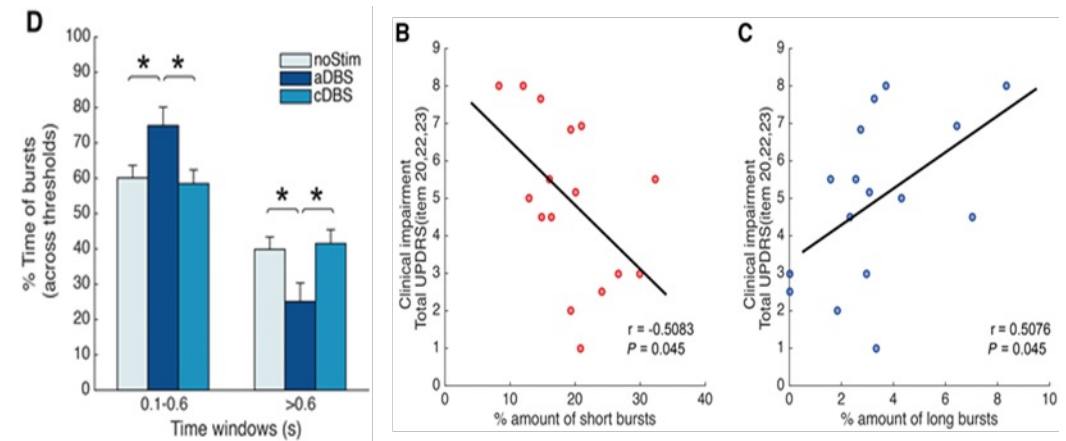 D
% Time of bursts
(across thresholds)
100
90
80
70
60
50
40
30
20
10
0
*
*
*
*
noStim
aDBS
cDBS
0.1-0.6
>0.6
Time windows (s)
B
Clinical impairment
Total UPDRS(item 20,22,23)
9
8
7
6
5
4
3
2
1
0
r = -0.5083
P = 0.045
10
20
30
40
% amount of short bursts
C
Clinical impairment
Total UPDRS(item 20,22,23)
9
8
7
6
5
4
3
2
1
0
r = 0.5076
P = 0.045
0
2
4
6
8
10
% amount of long bursts